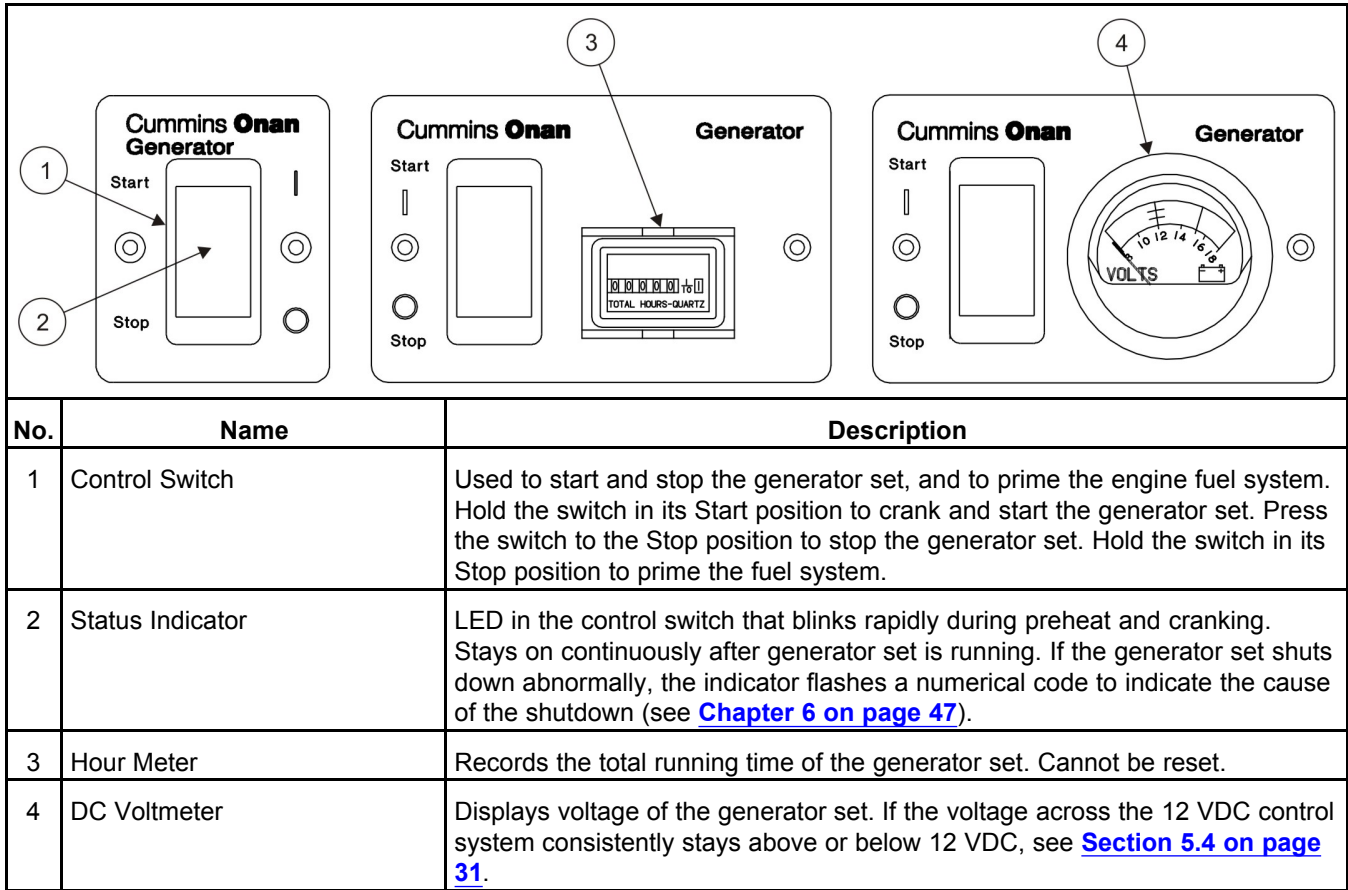 3
4
Cummins Onan
Generator
1
Start
2
Stop
Cummins Onan Generator
Start
00000 1/10 1
TOTAL HOURS-QUARTZ
Stop
Cummins Onan Generator
Start
8 10 12 14 16 18
VOLTS
- +
Stop
No. Name Description
1 Control Switch Used to start and stop the generator set, and to prime the engine fuel system.
Hold the switch in its Start position to crank and start the generator set. Press
the switch to the Stop position to stop the generator set. Hold the switch in its
Stop position to prime the fuel system.
2 Status Indicator LED in the control switch that blinks rapidly during preheat and cranking.
Stays on continuously after generator set is running. If the generator set shuts
down abnormally, the indicator flashes a numerical code to indicate the cause
of the shutdown (see Chapter 6 on page 47).
3 Hour Meter Records the total running time of the generator set. Cannot be reset.
4 DC Voltmeter Displays voltage of the generator set. If the voltage across the 12 VDC control
system consistently stays above or below 12 VDC, see Section 5.4 on page
31.